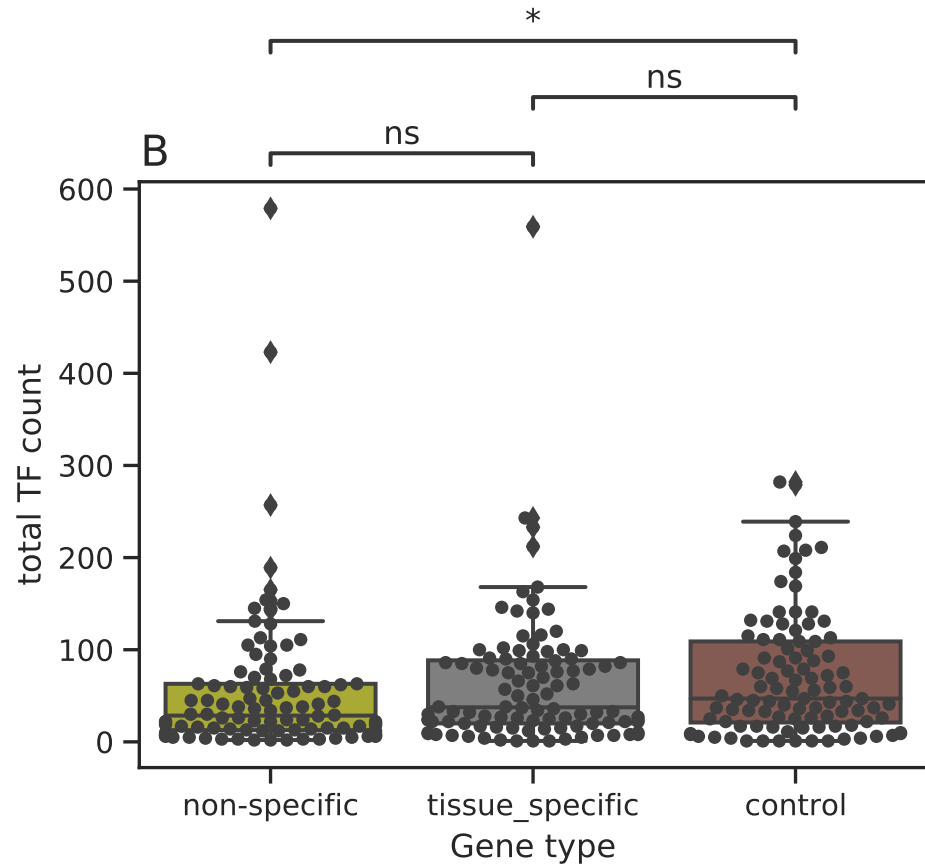 *
ns
ns
B
600
500
400
300
200
100
0
total TF count
non-specific tissue_specific control
Gene type